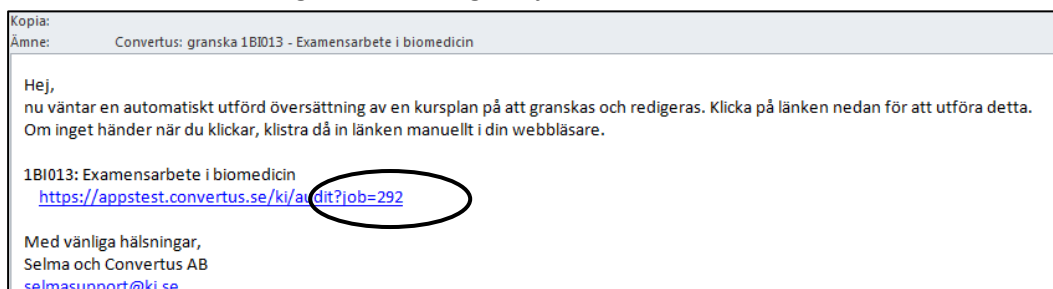 Kopia:
Ämne: Convertus: granska 1BI013 - Examensarbete i biomedicin
Hej,
nu väntar en automatiskt utförd översättning av en kursplan på att granskas och redigeras. Klicka på länken nedan för att utföra detta.
Om inget händer när du klickar, klistra då in länken manuellt i din webbläsare.
1BI013: Examensarbete i biomedicin
https://appstest.convertus.se/ki/audit?job=292
Med vänliga hälsningar,
Selma och Convertus AB
selmasupport@ki.se